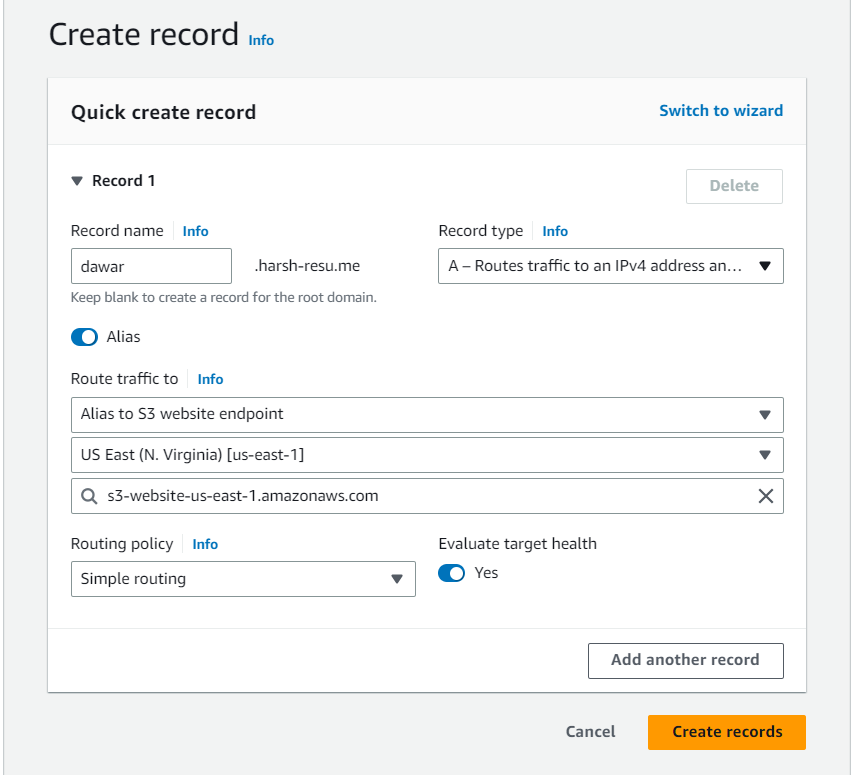 Create record Info
Quick create record Switch to wizard
Record 1 Delete
Record name Info Record type Info
dawar .harsh-resu.me A – Routes traffic to an IPv4 address an...
Keep blank to create a record for the root domain.
Alias
Route traffic to Info
Alias to S3 website endpoint
US East (N. Virginia) [us-east-1]
s3-website-us-east-1.amazonaws.com
Routing policy Info Evaluate target health
Simple routing Yes
Add another record
Cancel Create records